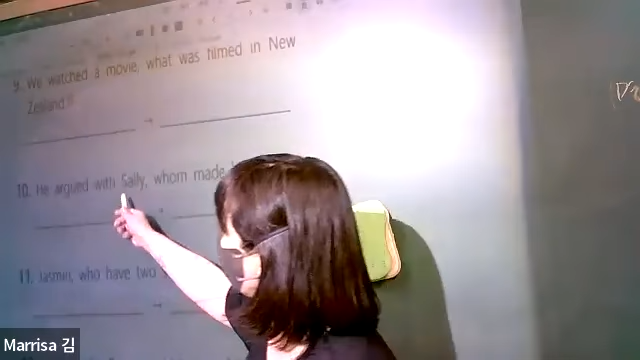 9. We watched a movie, what was filmed in New
Zealand.
→
10. He argued with Sally, whom made
→
11. Jasmin, who have two
→
Marrisa 김